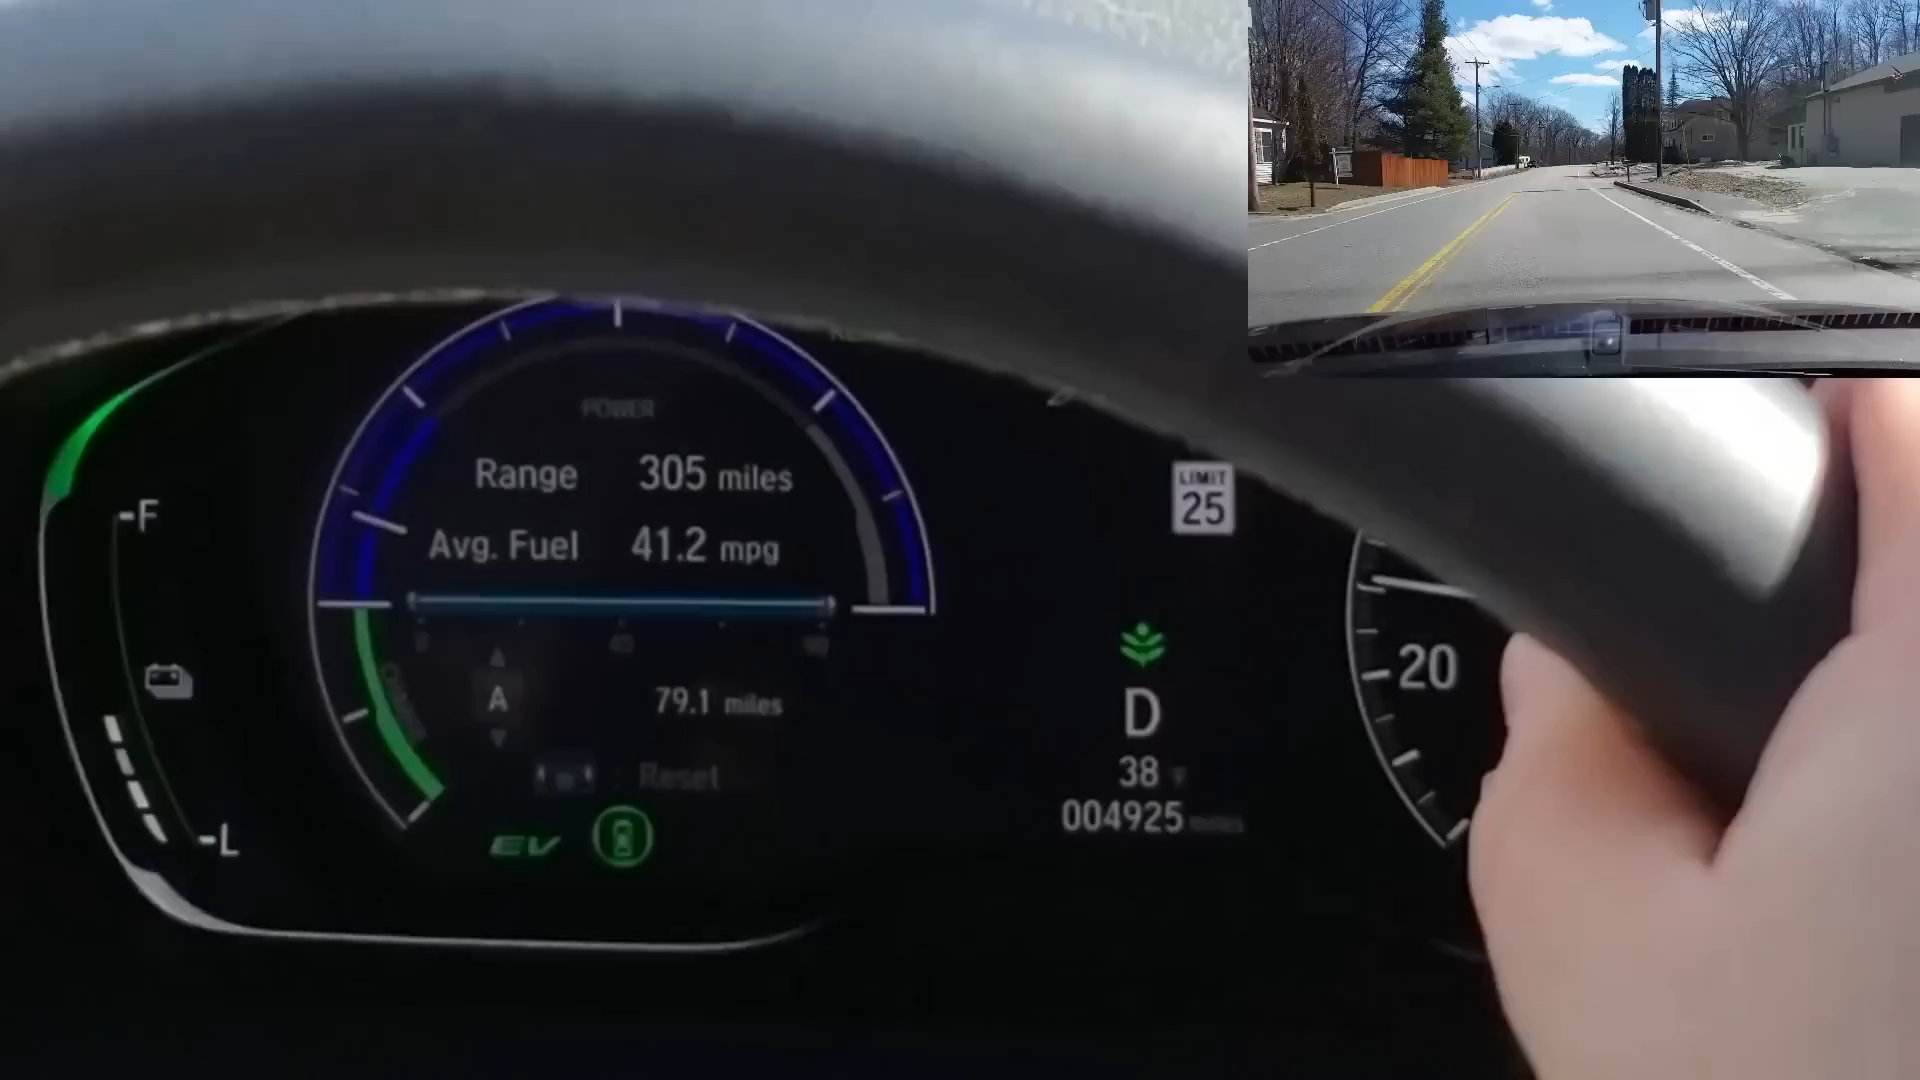 POWER
Range 305 miles
Avg. Fuel 41.2 mpg
A 79.1 miles
: Reset
EV
F
L
LIMIT
25
D
38 °F
004925 miles
20